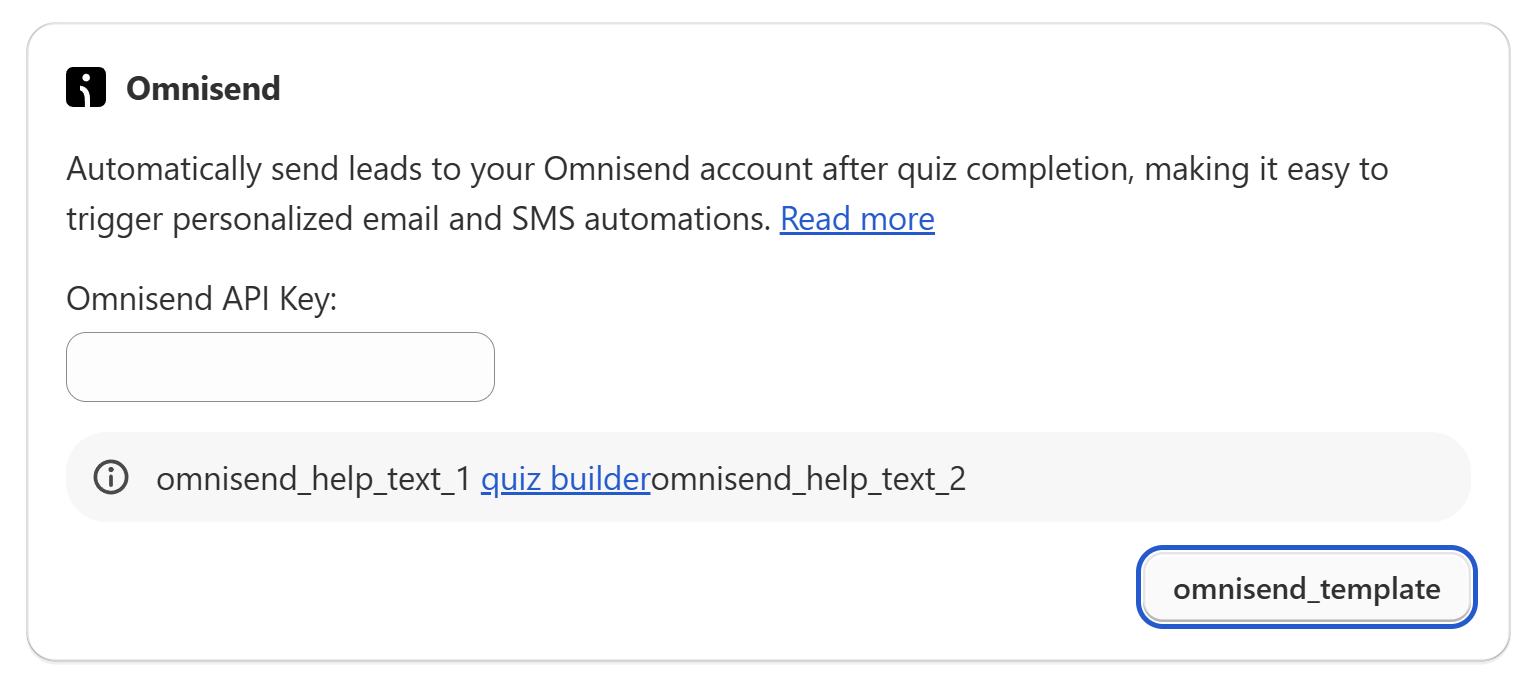 Omnisend
Automatically send leads to your Omnisend account after quiz completion, making it easy to
trigger personalized email and SMS automations. Read more
Omnisend API Key:
omnisend_help_text_1 quiz builderomnisend_help_text_2
omnisend_template